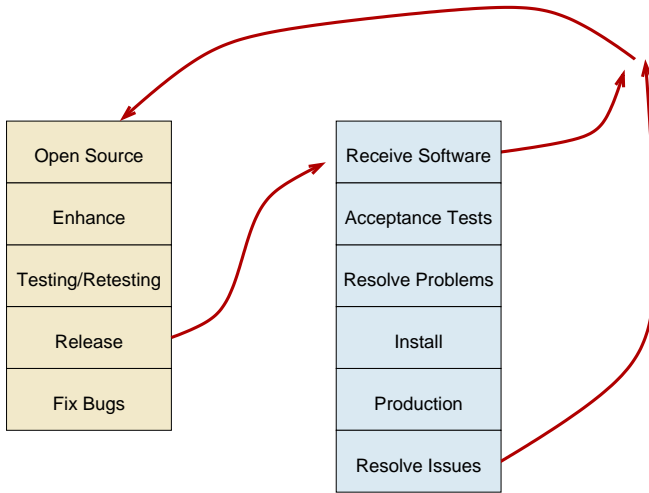 Open Source
Enhance
Testing/Retesting
Release
Fix Bugs
Receive Software
Acceptance Tests
Resolve Problems
Install
Production
Resolve Issues